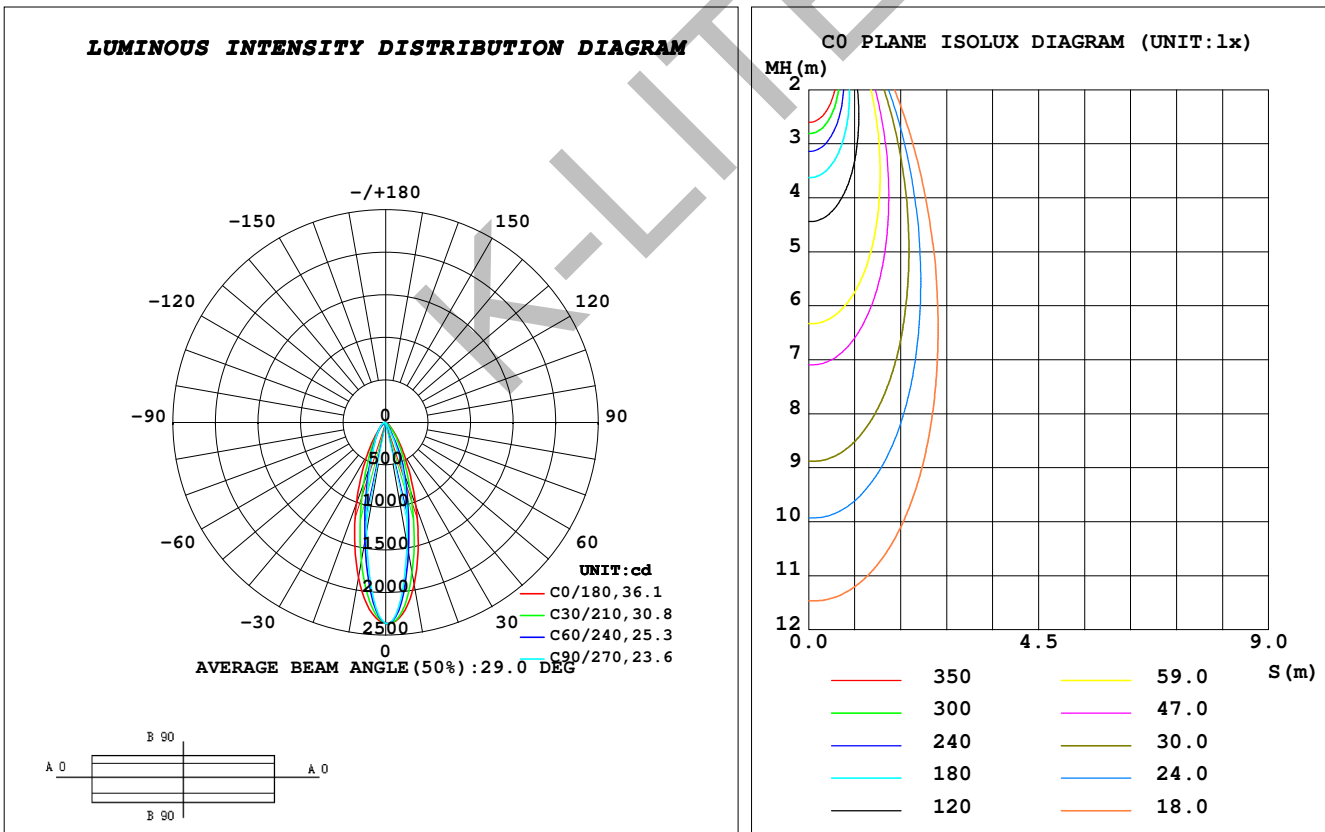 LUMINOUS INTENSITY DISTRIBUTION DIAGRAM
-/+180
-150
150
-120
120
-90
90
-60
60
-30
30
0
0
500
1000
1500
2000
2500
UNIT:cd
C0/180,36.1
C30/210,30.8
C60/240,25.3
C90/270,23.6
AVERAGE BEAM ANGLE(50%):29.0 DEG
B 90
A 0
A 0
B 90
K-LITE
C0 PLANE ISOLUX DIAGRAM (UNIT:lx)
MH(m)
2
3
4
5
6
7
8
9
10
11
12
0.0
4.5
9.0
S(m)
350
300
240
180
120
59.0
47.0
30.0
24.0
18.0